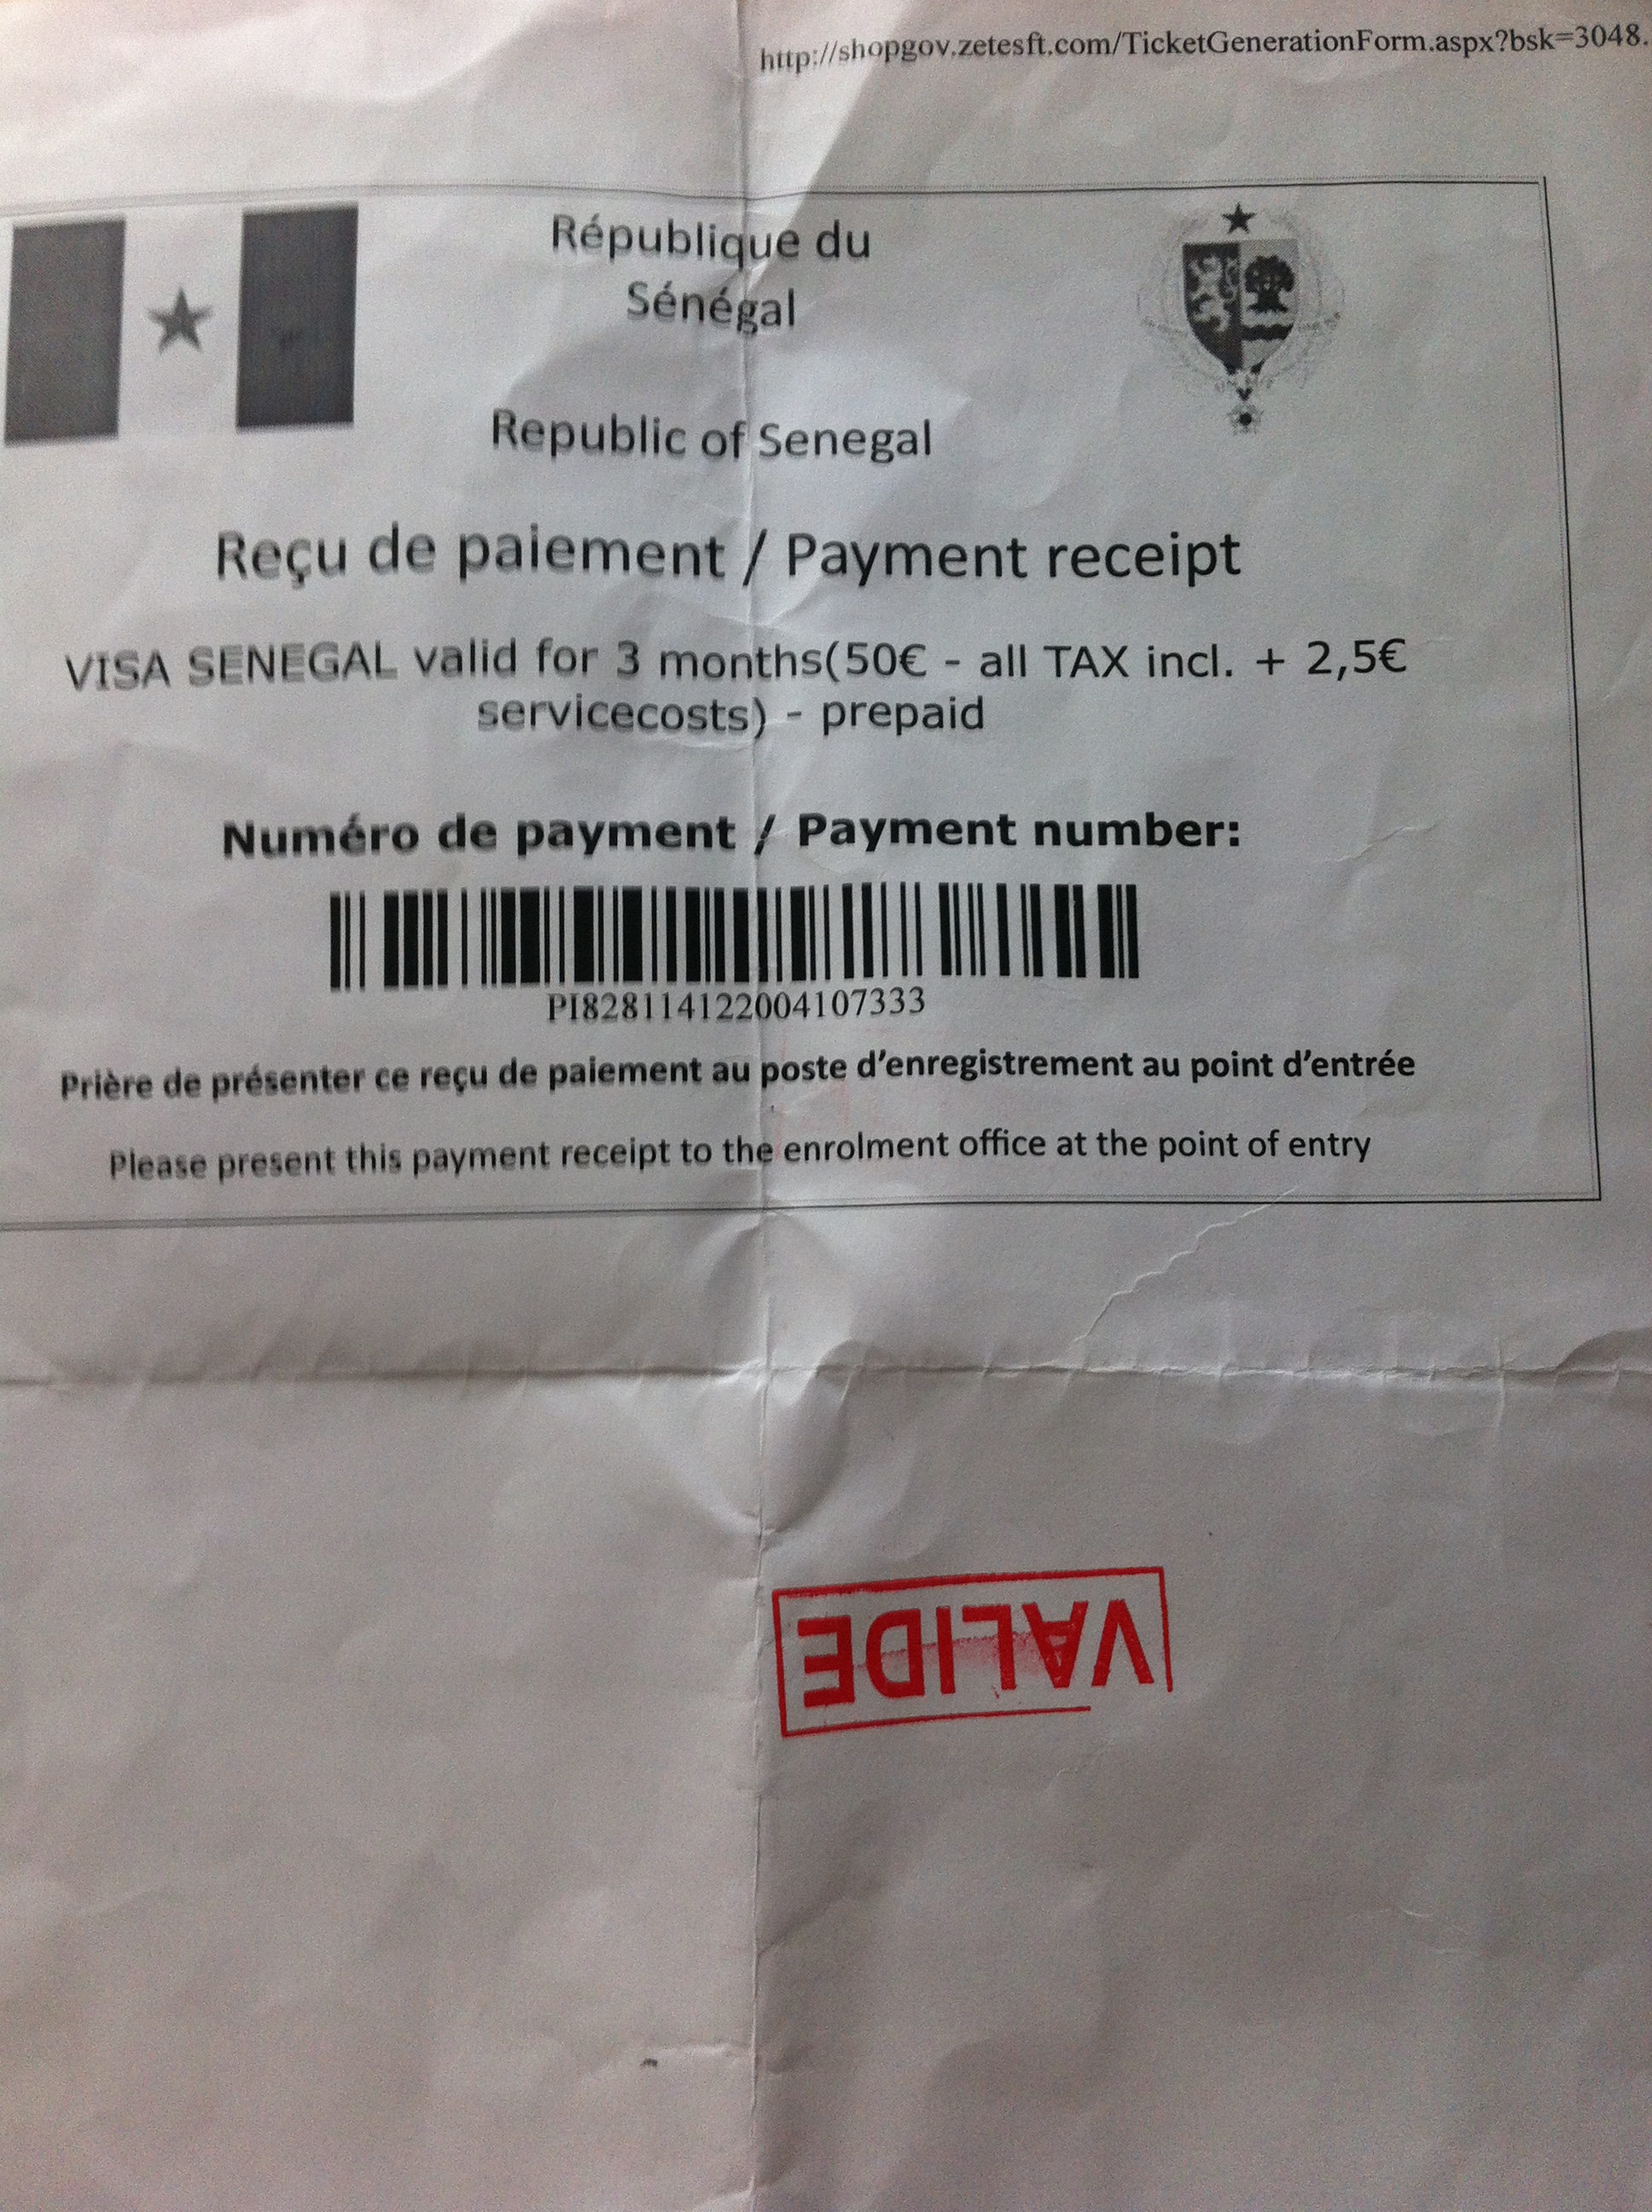 http://shopgov.zetesft.com/TicketGenerationForm.aspx?bsk=3048.
République du
Sénégal
Republic of Senegal
Reçu de paiement / Payment receipt
VISA SENEGAL valid for 3 months(50€ - all TAX incl. + 2,5€
servicecosts) - prepaid
Numéro de payment / Payment number:
PI828114122004107333
Prière de présenter ce reçu de paiement au poste d’enregistrement au point d’entrée
Please present this payment receipt to the enrolment office at the point of entry
VALIDE